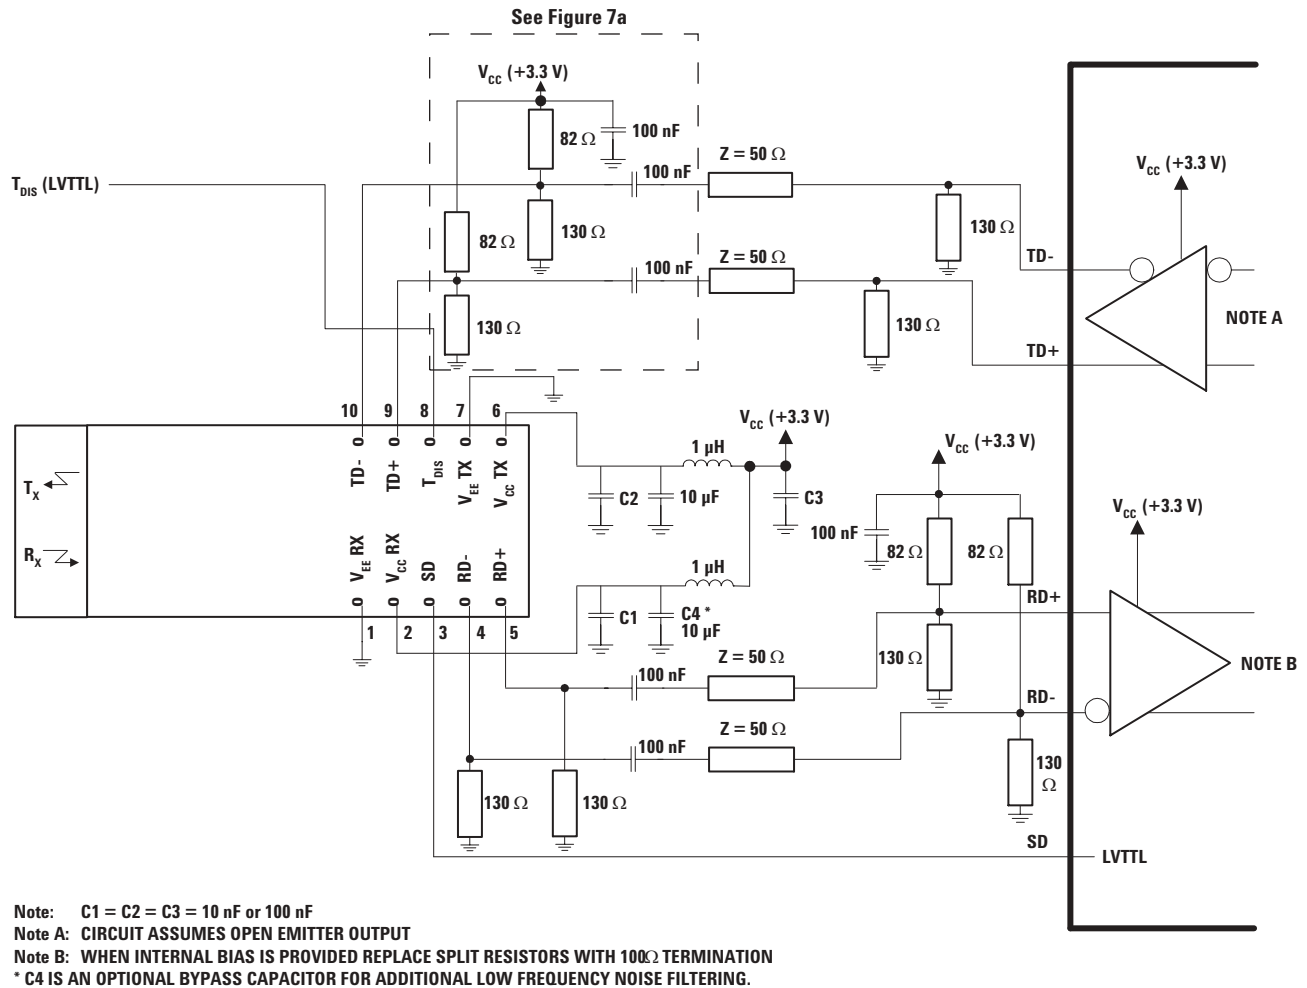 See Figure 7a
VCC (+3.3 V)
82 Ω
100 nF
TDIS (LVTTL)
100 nF
Z = 50 Ω
VCC (+3.3 V)
82 Ω
130 Ω
130 Ω
TD-
100 nF
Z = 50 Ω
130 Ω
130 Ω
NOTE A
TD+
10
9
8
7
6
VCC (+3.3 V)
VCC (+3.3 V)
TX
RX
TD-
TD+
TDIS
VEE TX
VCC TX
1 µH
C2
10 µF
C3
VEE RX
VCC RX
SD
RD-
RD+
1 µH
C1
C4 *
10 µF
1
2
3
4
5
100 nF
82 Ω
82 Ω
VCC (+3.3 V)
RD+
130 Ω
NOTE B
RD-
100 nF
Z = 50 Ω
100 nF
Z = 50 Ω
130
Ω
130 Ω
130 Ω
SD
LVTTL
Note: C1 = C2 = C3 = 10 nF or 100 nF
Note A: CIRCUIT ASSUMES OPEN EMITTER OUTPUT
Note B: WHEN INTERNAL BIAS IS PROVIDED REPLACE SPLIT RESISTORS WITH 100Ω TERMINATION
* C4 IS AN OPTIONAL BYPASS CAPACITOR FOR ADDITIONAL LOW FREQUENCY NOISE FILTERING.